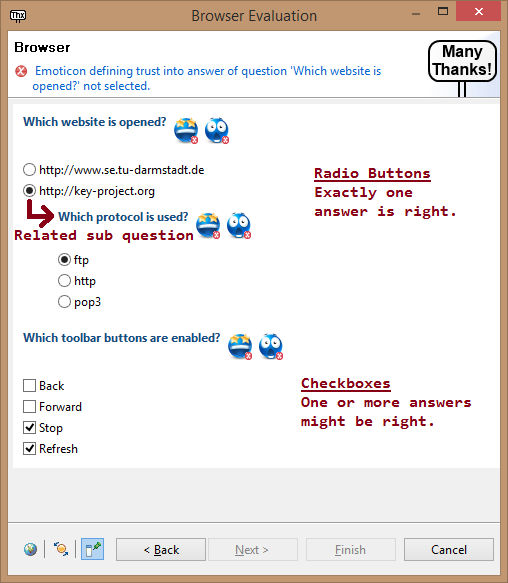 Thx
Browser Evaluation
Browser
Many
Thanks!
Emoticon defining trust into answer of question 'Which website is
opened?' not selected.
Which website is opened?
http://www.se.tu-darmstadt.de
http://key-project.org
Radio Buttons
Exactly one
answer is right.
Which protocol is used?
Related sub question
ftp
http
pop3
Which toolbar buttons are enabled?
Back
Forward
Stop
Refresh
Checkboxes
One or more answers
might be right.
< Back
Next >
Finish
Cancel